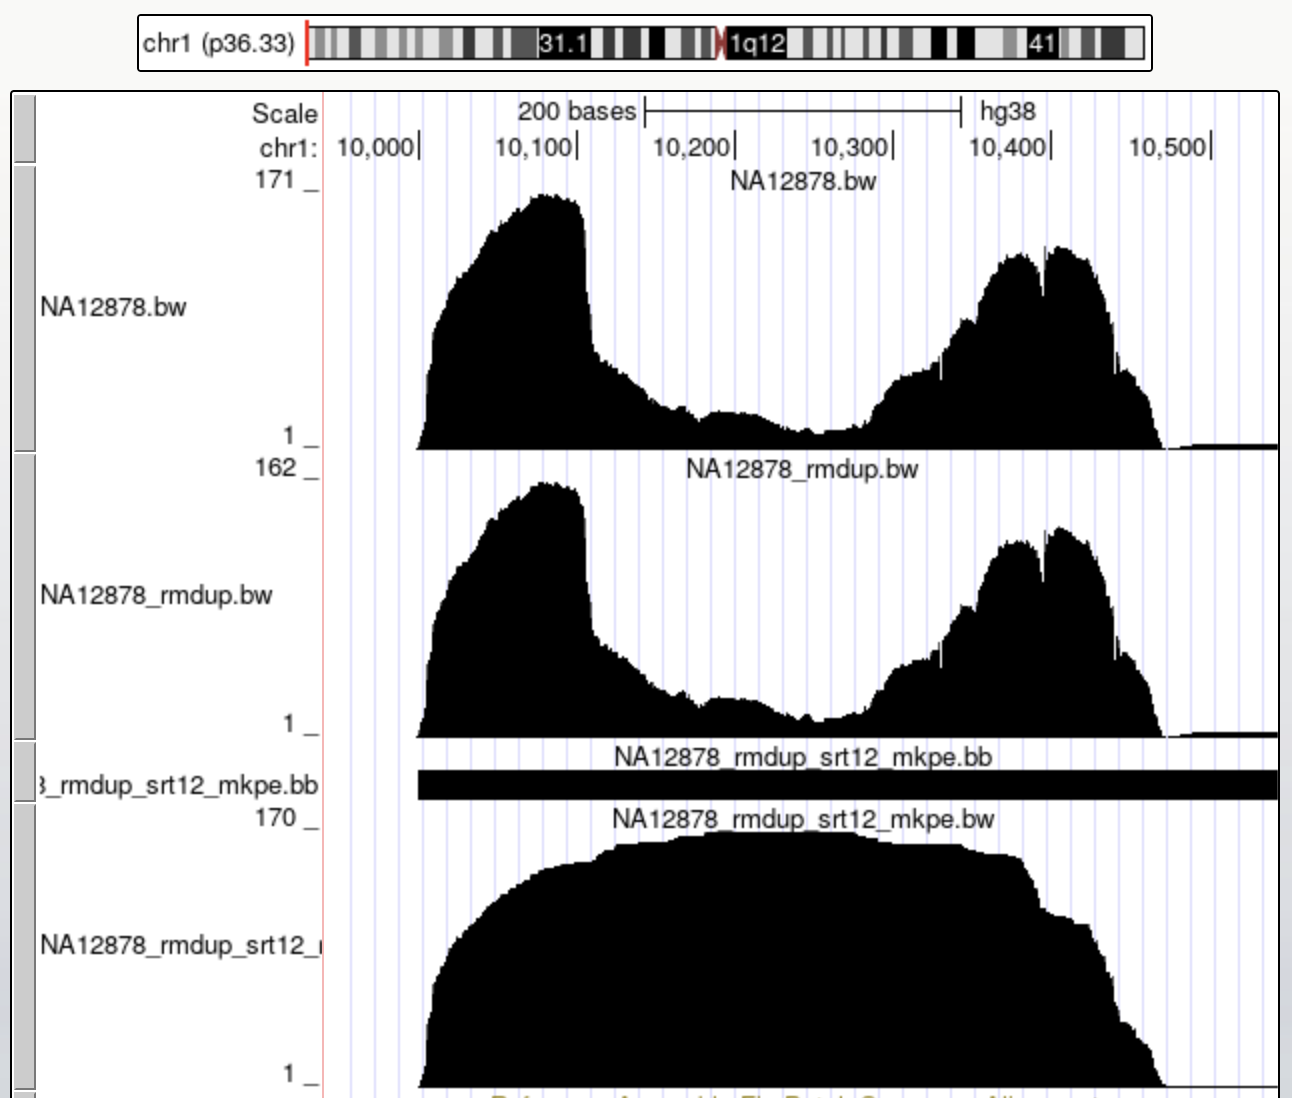 chr1 (p36.33) 31.1 1q12 41
Scale 200 bases hg38
chr1: 10,000 10,100 10,200 10,300 10,400 10,500
171 _ NA12878.bw
NA12878.bw
1 _
162 _ NA12878_rmdup.bw
NA12878_rmdup.bw
1 _
NA12878_rmdup_srt12_mkpe.bb
_rmdup_srt12_mkpe.bb
170 _ NA12878_rmdup_srt12_mkpe.bw
NA12878_rmdup_srt12_
1 _